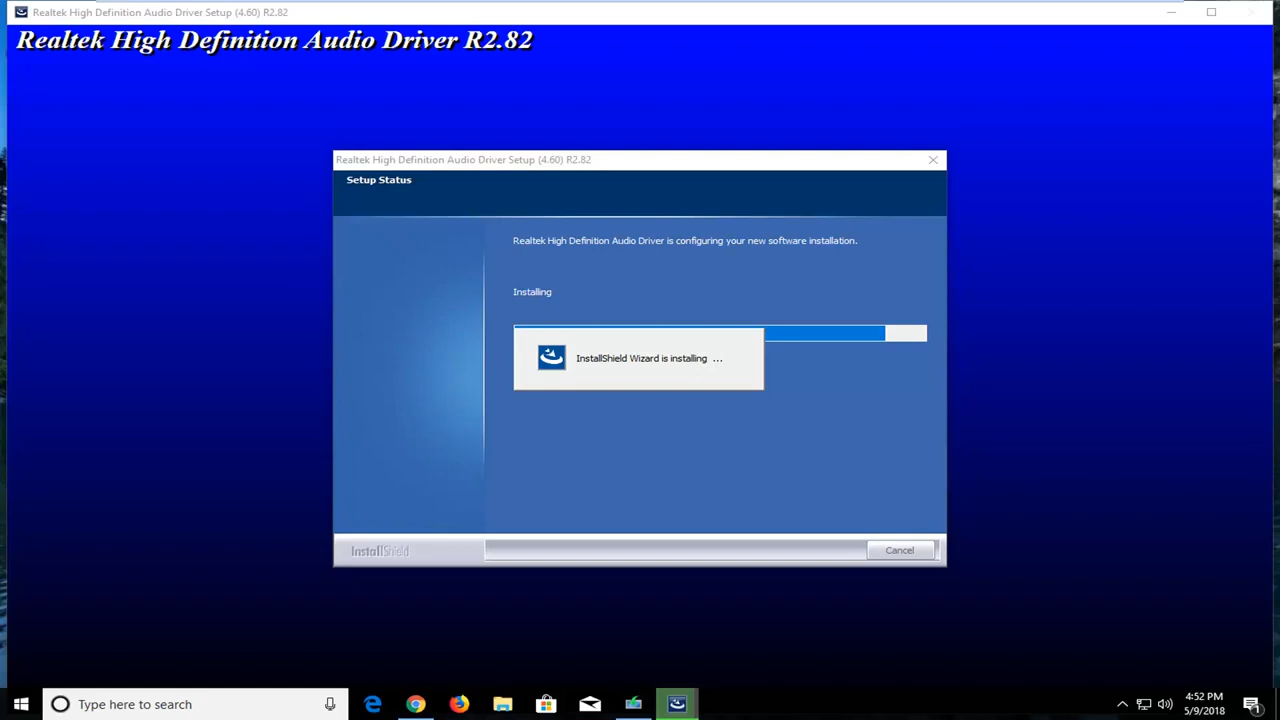 Realtek High Definition Audio Driver Setup (4.60) R2.82
Realtek High Definition Audio Driver R2.82
Realtek High Definition Audio Driver Setup (4.60) R2.82
Setup Status
Realtek High Definition Audio Driver is configuring your new software installation.
Installing
InstallShield Wizard is installing ...
InstallShield
Cancel
Type here to search
4:52 PM
5/9/2018
1